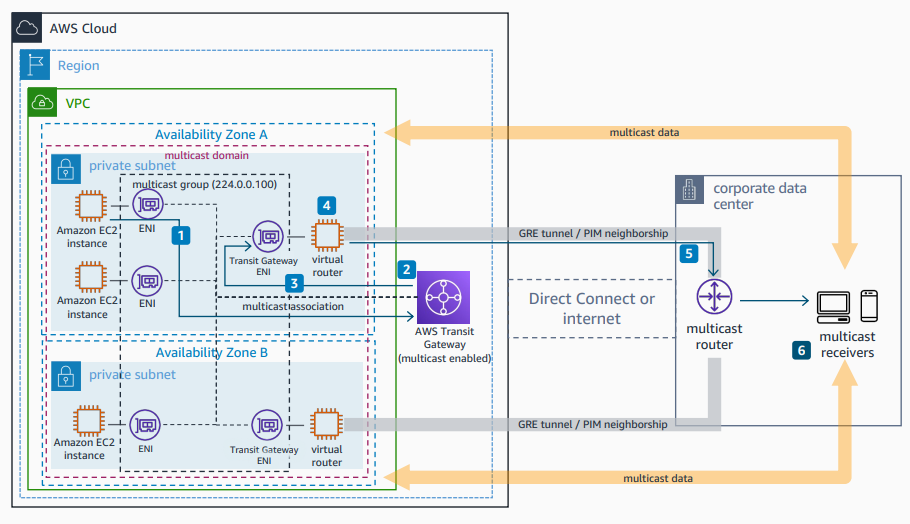 AWS Cloud
Region
VPC
Availability Zone A
multicast data
multicast domain
private subnet
multicast group (224.0.0.100)
corporate data
center
4
Amazon EC2
instance
ENI
1
GRE tunnel / PIM neighborship
Transit Gateway
ENI
virtual
router
5
2
3
Amazon EC2
instance
ENI
multicast association
Direct Connect or
internet
AWS Transit
Gateway
(multicast enabled)
multicast
router
6
multicast
receivers
Availability Zone B
private subnet
Amazon EC2
instance
ENI
Transit Gateway
ENI
virtual
router
GRE tunnel / PIM neighborship
multicast data